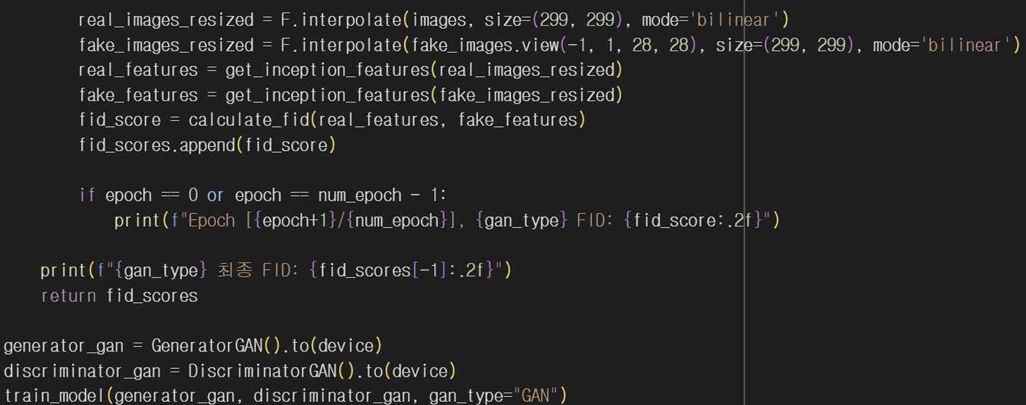 real_images_resized = F.interpolate(images, size=(299, 299), mode='bilinear')
fake_images_resized = F.interpolate(fake_images.view(-1, 1, 28, 28), size=(299, 299), mode='bilinear')
real_features = get_inception_features(real_images_resized)
fake_features = get_inception_features(fake_images_resized)
fid_score = calculate_fid(real_features, fake_features)
fid_scores.append(fid_score)
if epoch == 0 or epoch == num_epoch - 1:
print(f"Epoch [{epoch+1}/{num_epoch}], {gan_type} FID: {fid_score:.2f}")
print(f"{gan_type} 최종 FID: {fid_scores[-1]:.2f}")
return fid_scores
generator_gan = GeneratorGAN().to(device)
discriminator_gan = DiscriminatorGAN().to(device)
train_model(generator_gan, discriminator_gan, gan_type="GAN")